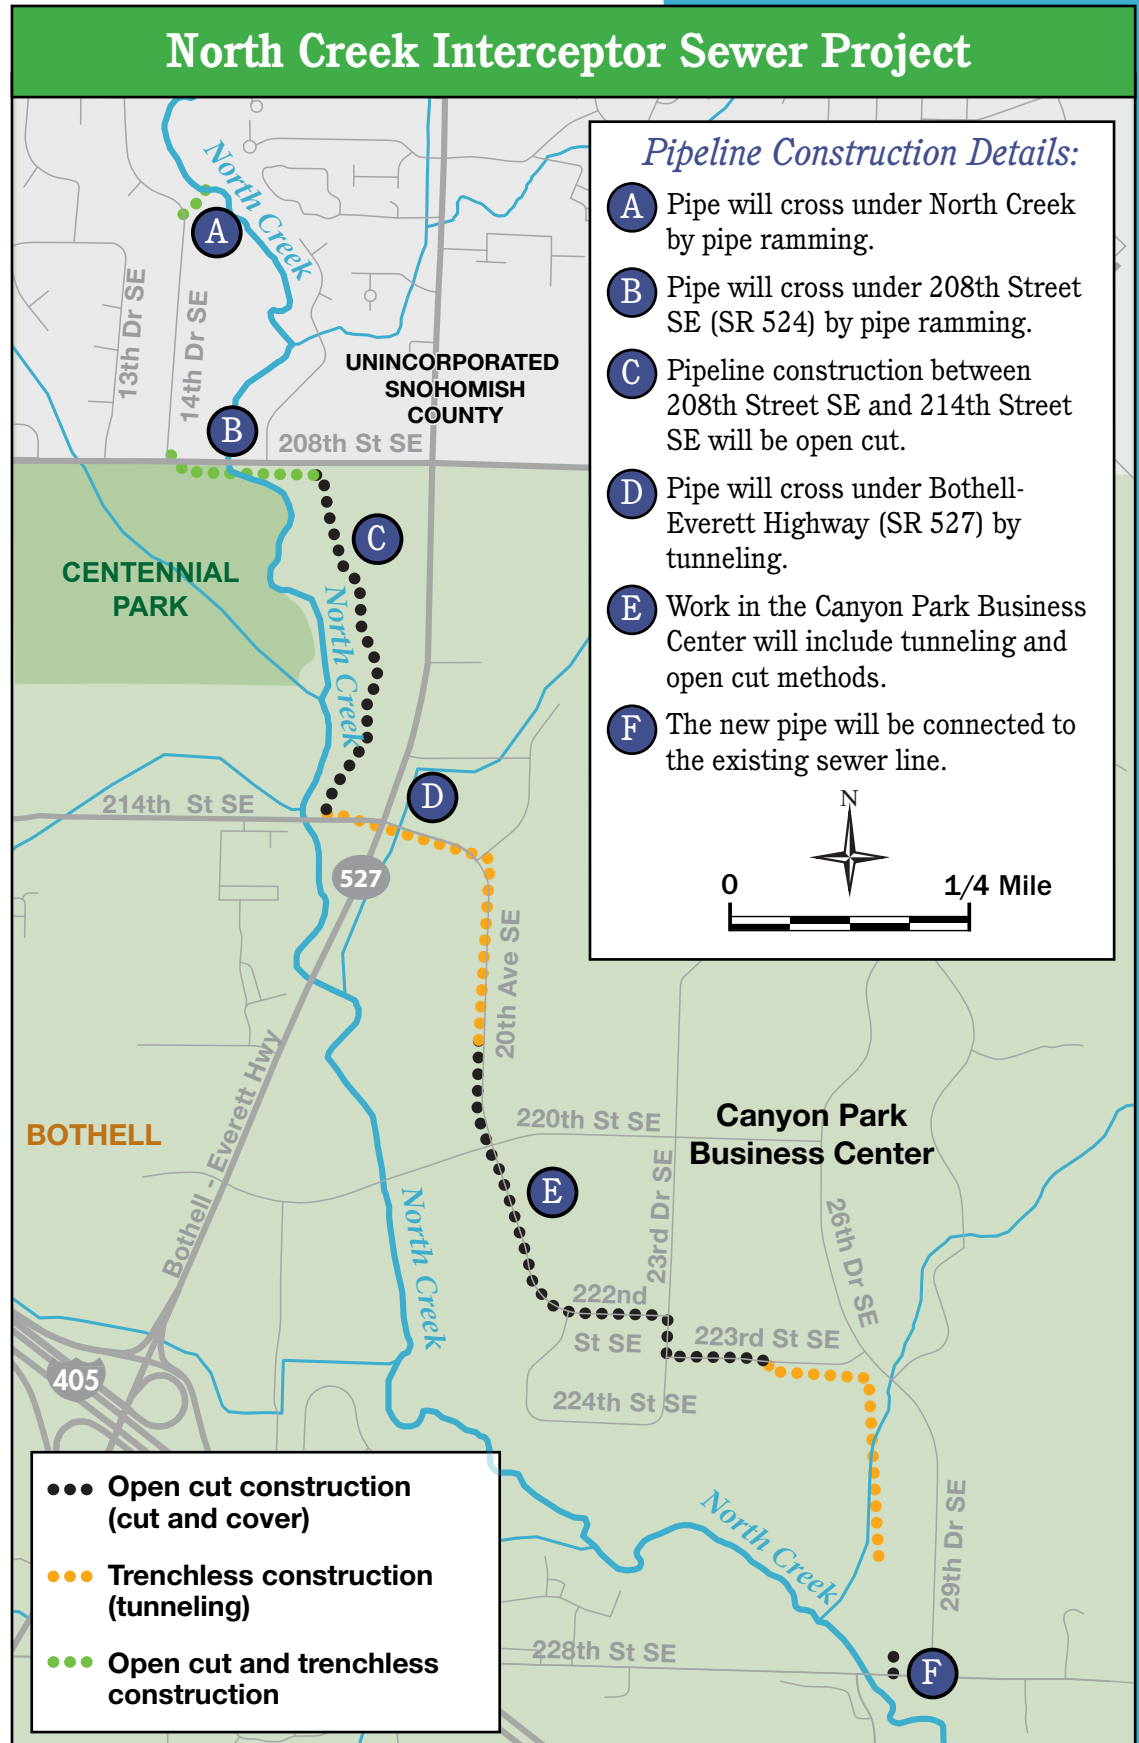 North Creek Interceptor Sewer Project
Pipeline Construction Details:
A Pipe will cross under North Creek
by pipe ramming.
B Pipe will cross under 208th Street
SE (SR 524) by pipe ramming.
C Pipeline construction between
208th Street SE and 214th Street
SE will be open cut.
D Pipe will cross under Bothell-
Everett Highway (SR 527) by
tunneling.
E Work in the Canyon Park Business
Center will include tunneling and
open cut methods.
F The new pipe will be connected to
the existing sewer line.
N
0 1/4 Mile
North Creek
A
13th Dr SE
14th Dr SE
UNINCORPORATED
SNOHOMISH
COUNTY
B
208th St SE
C
CENTENNIAL
PARK
North Creek
D
214th St SE
527
20th Ave SE
Bothell - Everett Hwy
BOTHELL
220th St SE
Canyon Park
Business Center
E
23rd Dr SE
26th Dr SE
North Creek
222nd
St SE
223rd St SE
405
224th St SE
North Creek
29th Dr SE
228th St SE
F
Open cut construction
(cut and cover)
Trenchless construction
(tunneling)
Open cut and trenchless
construction